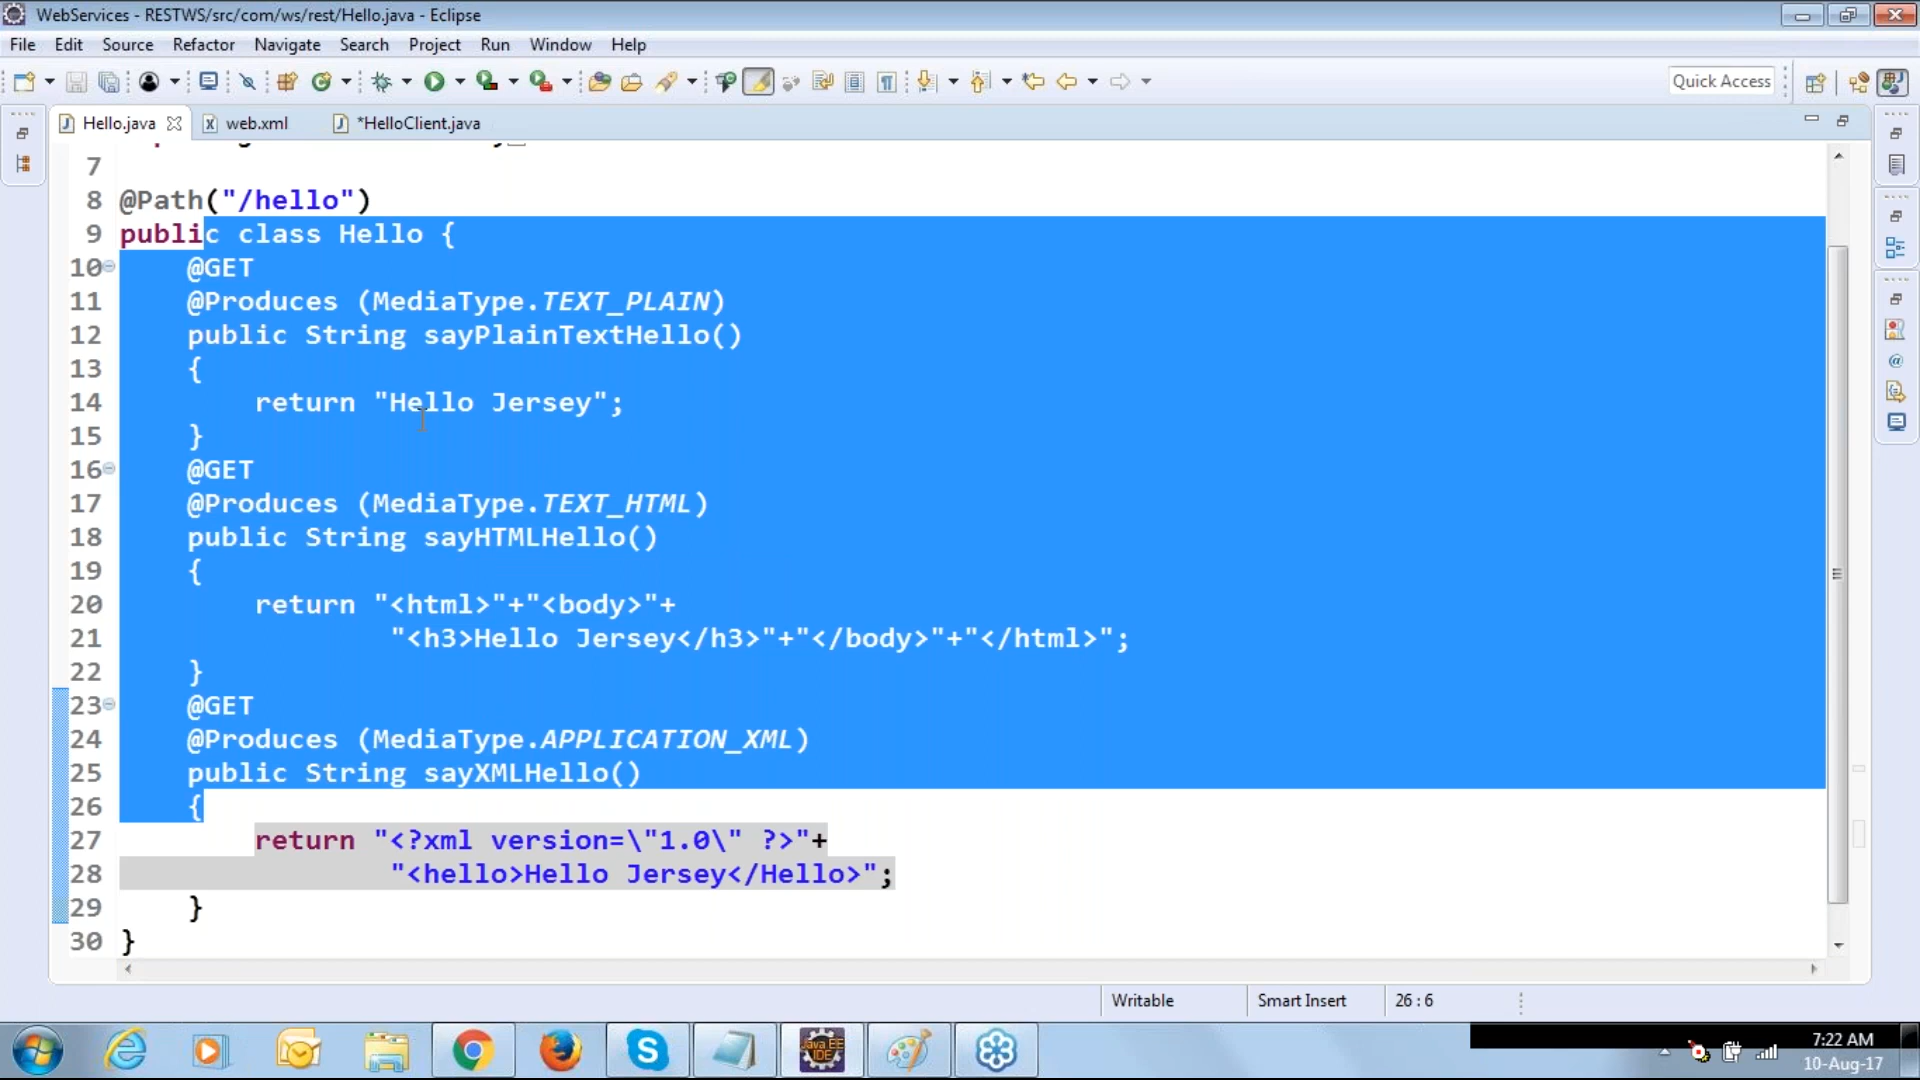 WebServices - RESTWS/src/com/ws/rest/Hello.java - Eclipse
File Edit Source Refactor Navigate Search Project Run Window Help
Quick Access
Hello.java web.xml *HelloClient.java
7
8 @Path("/hello")
9 public class Hello {
10 @GET
11 @Produces (MediaType.TEXT_PLAIN)
12 public String sayPlainTextHello()
13 {
14 return "Hello Jersey";
15 }
16 @GET
17 @Produces (MediaType.TEXT_HTML)
18 public String sayHTMLHello()
19 {
20 return "<html>"+"<body>"+
21 "<h3>Hello Jersey</h3>"+"</body>"+"</html>";
22 }
23 @GET
24 @Produces (MediaType.APPLICATION_XML)
25 public String sayXMLHello()
26 {
27 return "<?xml version=\"1.0\" ?>"+
28 "<hello>Hello Jersey</Hello>";
29 }
30 }
Writable Smart Insert 26 : 6
Java EE
IDE
7:22 AM
10-Aug-17